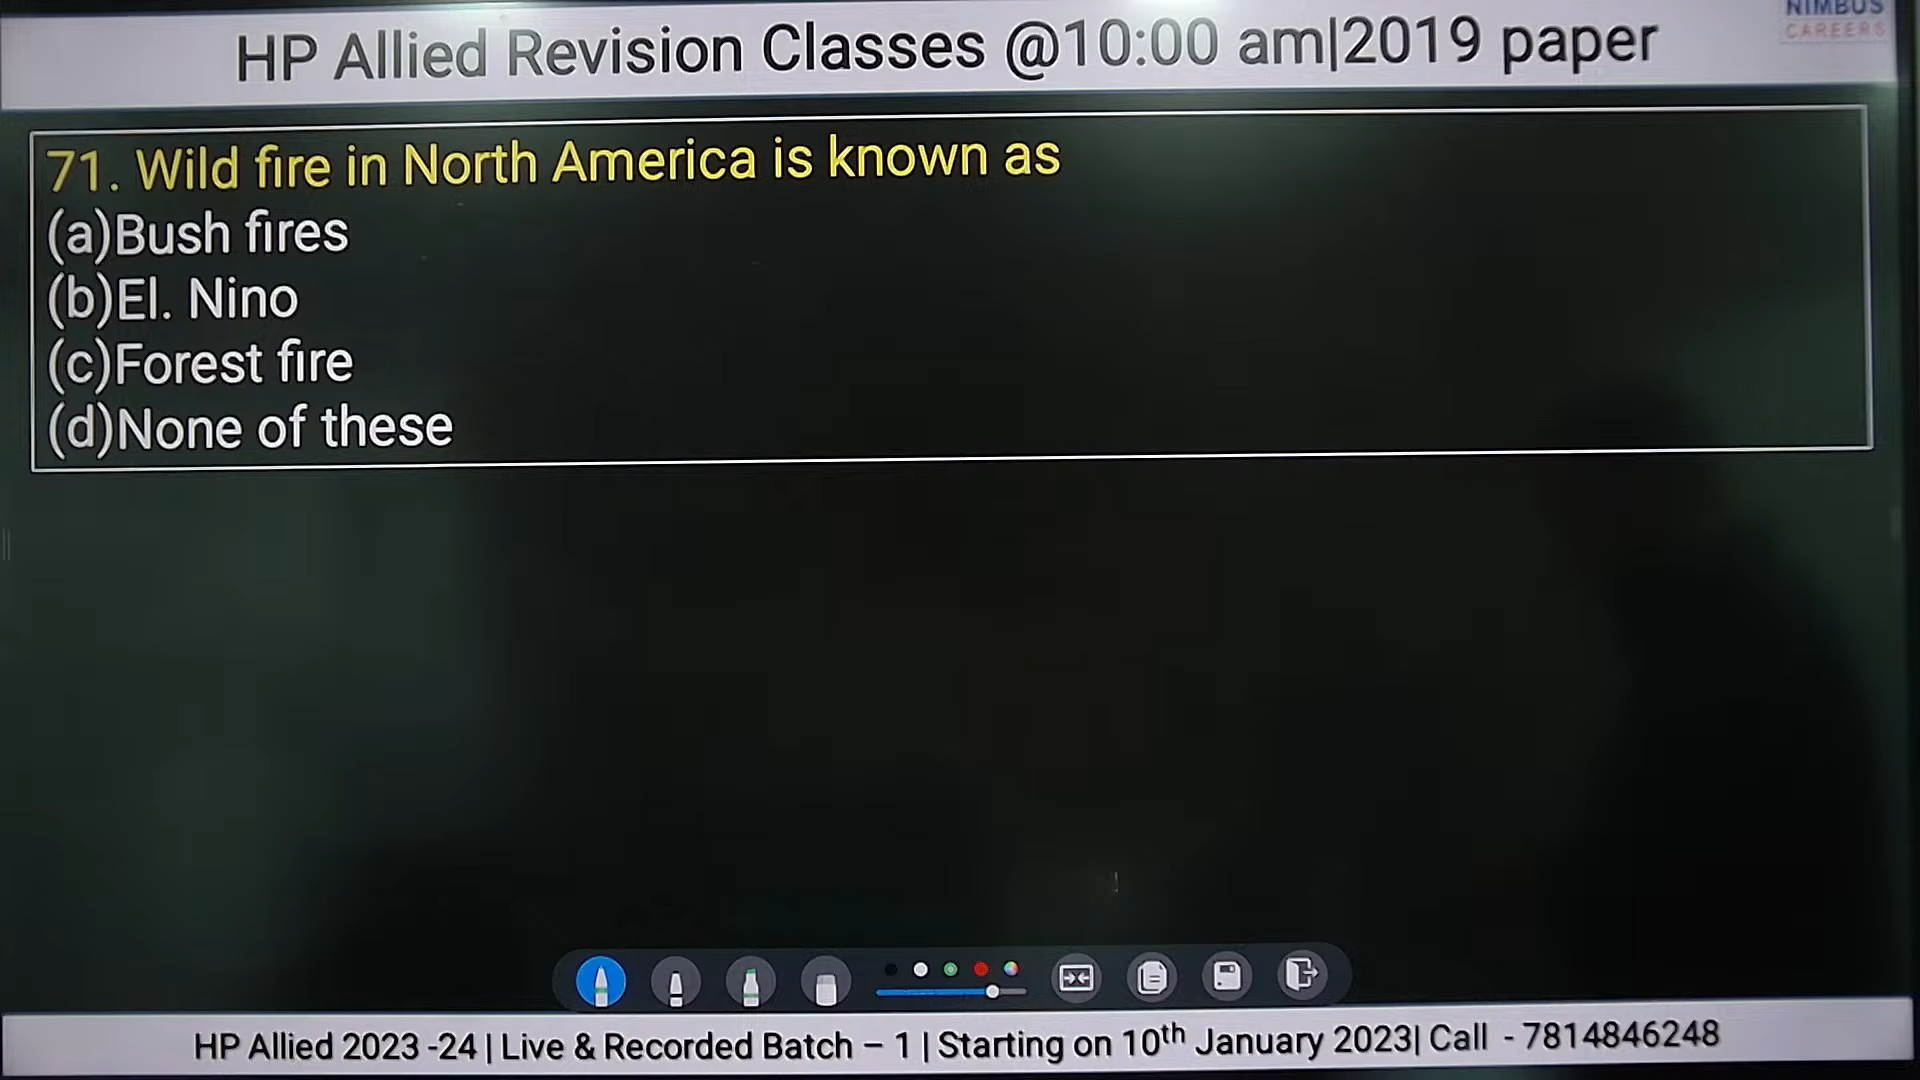 HP Allied Revision Classes @10:00 am|2019 paper
NIMBUS
CAREERS
71. Wild fire in North America is known as
(a)Bush fires
(b)El. Nino
(c)Forest fire
(d)None of these
HP Allied 2023 -24 | Live & Recorded Batch – 1 | Starting on 10th January 2023| Call - 7814846248